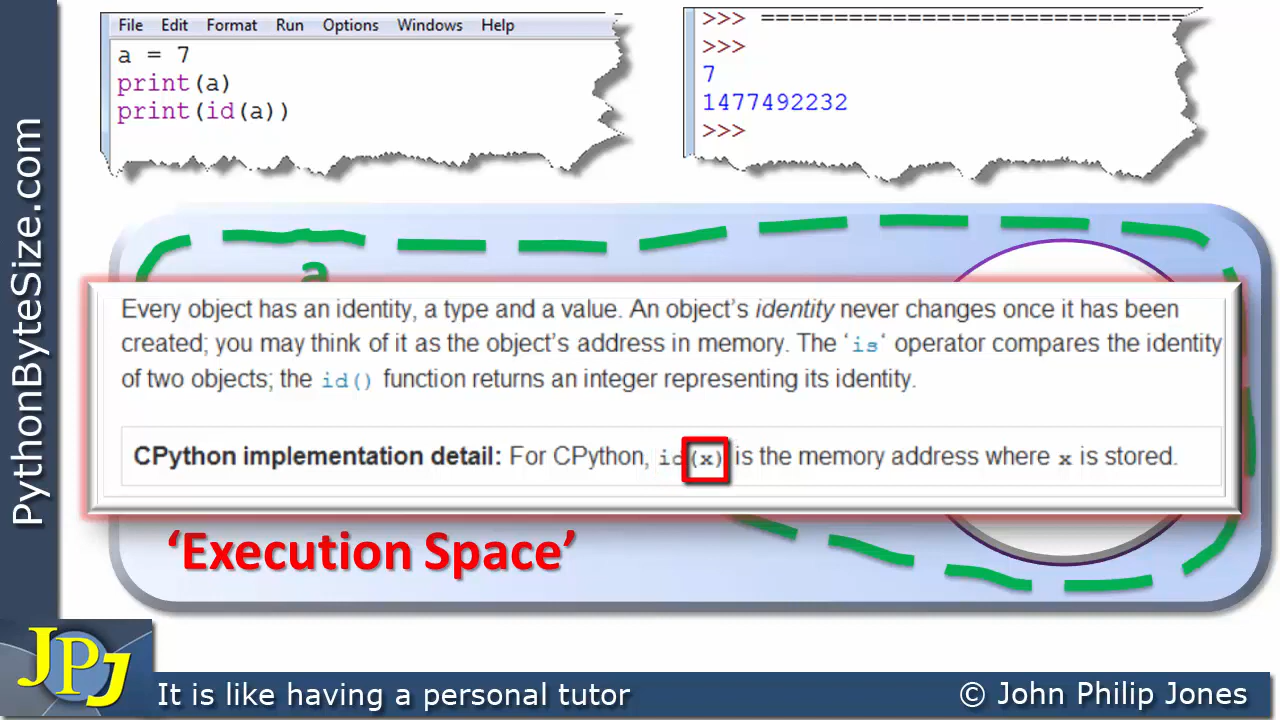 File Edit Format Run Options Windows Help
a = 7
print(a)
print(id(a))
>>> ================================
>>>
7
1477492232
>>>
PythonByteSize.com
a
Every object has an identity, a type and a value. An object’s identity never changes once it has been
created; you may think of it as the object’s address in memory. The ‘is‘ operator compares the identity
of two objects; the id() function returns an integer representing its identity.
CPython implementation detail: For CPython, id(x) is the memory address where x is stored.
‘Execution Space’
JPJ
It is like having a personal tutor
© John Philip Jones